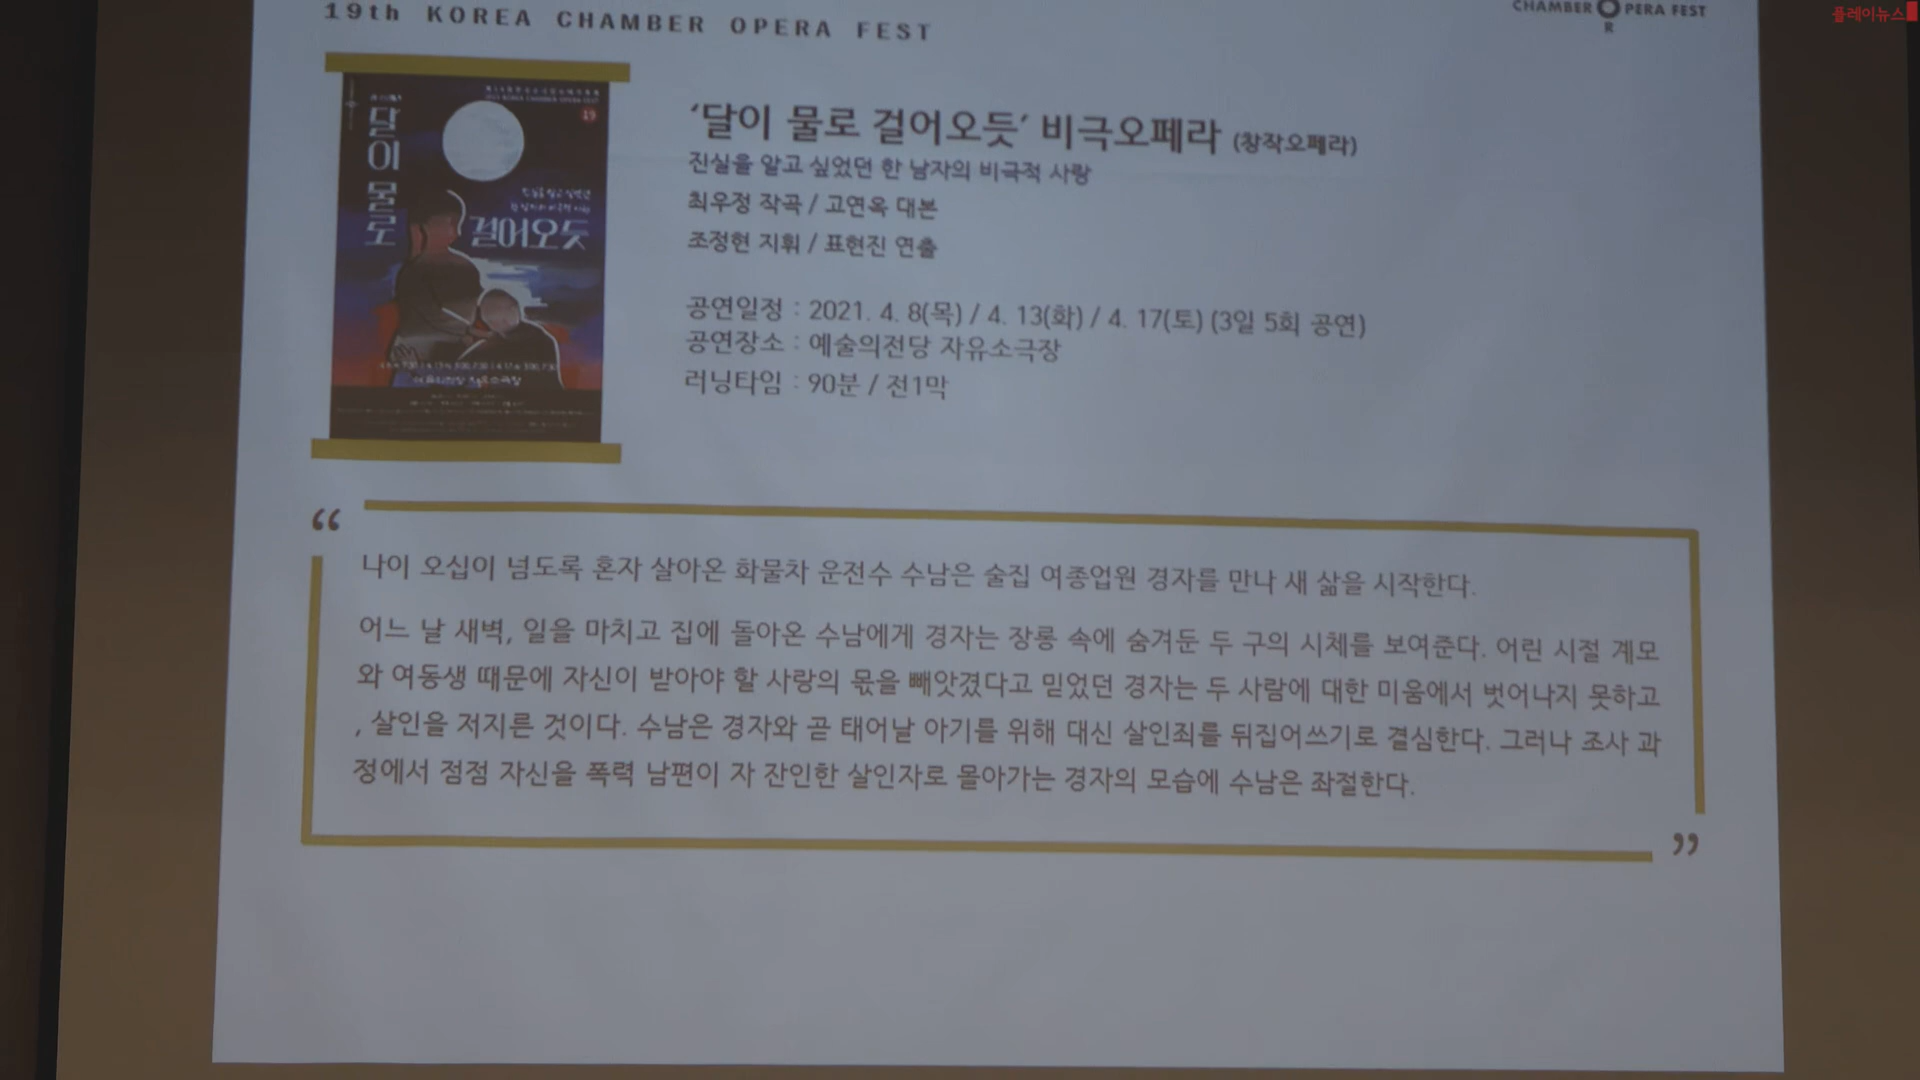 19th KOREA CHAMBER OPERA FEST
CHAMBER OPERA FEST
R
플레이뉴스
달이 물로
걸어오듯
19
‘달이 물로 걸어오듯’ 비극오페라 (창작오페라)
진실을 알고 싶었던 한 남자의 비극적 사랑
최우정 작곡 / 고연옥 대본
조정현 지휘 / 표현진 연출
공연일정 : 2021. 4. 8(목) / 4. 13(화) / 4. 17(토) (3일 5회 공연)
공연장소 : 예술의전당 자유소극장
러닝타임 : 90분 / 전1막
“
나이 오십이 넘도록 혼자 살아온 화물차 운전수 수남은 술집 여종업원 경자를 만나 새 삶을 시작한다.
어느 날 새벽, 일을 마치고 집에 돌아온 수남에게 경자는 장롱 속에 숨겨둔 두 구의 시체를 보여준다. 어린 시절 계모
와 여동생 때문에 자신이 받아야 할 사랑의 몫을 빼앗겼다고 믿었던 경자는 두 사람에 대한 미움에서 벗어나지 못하고
, 살인을 저지른 것이다. 수남은 경자와 곧 태어날 아기를 위해 대신 살인죄를 뒤집어쓰기로 결심한다. 그러나 조사 과
정에서 점점 자신을 폭력 남편이 자 잔인한 살인자로 몰아가는 경자의 모습에 수남은 좌절한다.
”